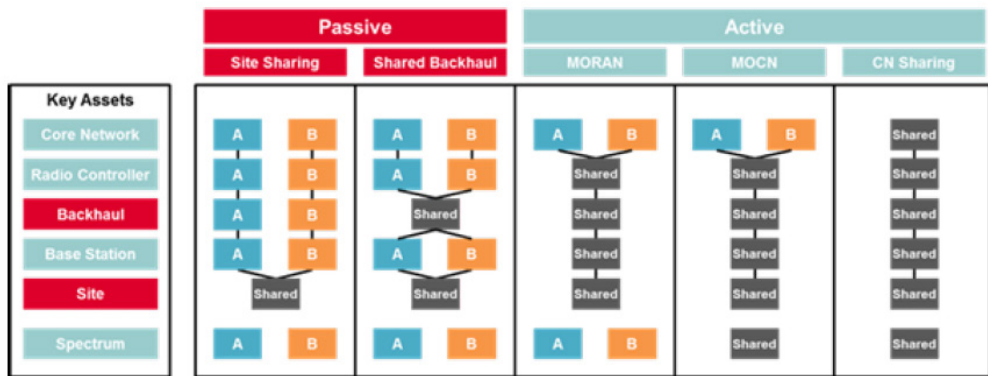 Passive Active
Site Sharing Shared Backhaul MORAN MOCN CN Sharing
Key Assets
Core Network A B A B A B A B Shared
Radio Controller A B A B Shared Shared Shared
Backhaul A B Shared Shared Shared Shared
Base Station A B A B Shared Shared Shared
Site Shared Shared Shared Shared Shared
Spectrum A B A B A B Shared Shared